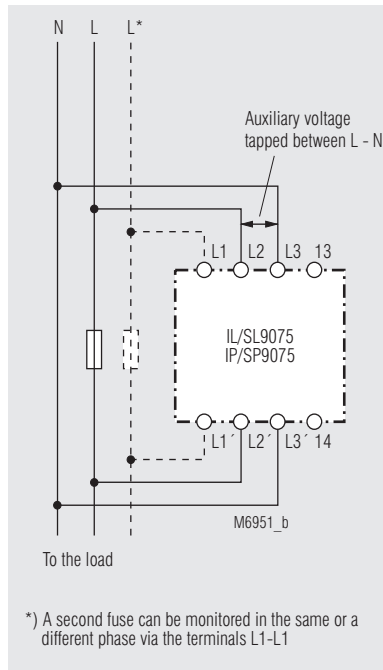 N L L*
Auxiliary voltage
tapped between L - N
L1 L2 L3 13
IL/SL9075
IP/SP9075
L1´ L2´ L3´ 14
M6951_b
To the load
*) A second fuse can be monitored in the same or a
different phase via the terminals L1-L1